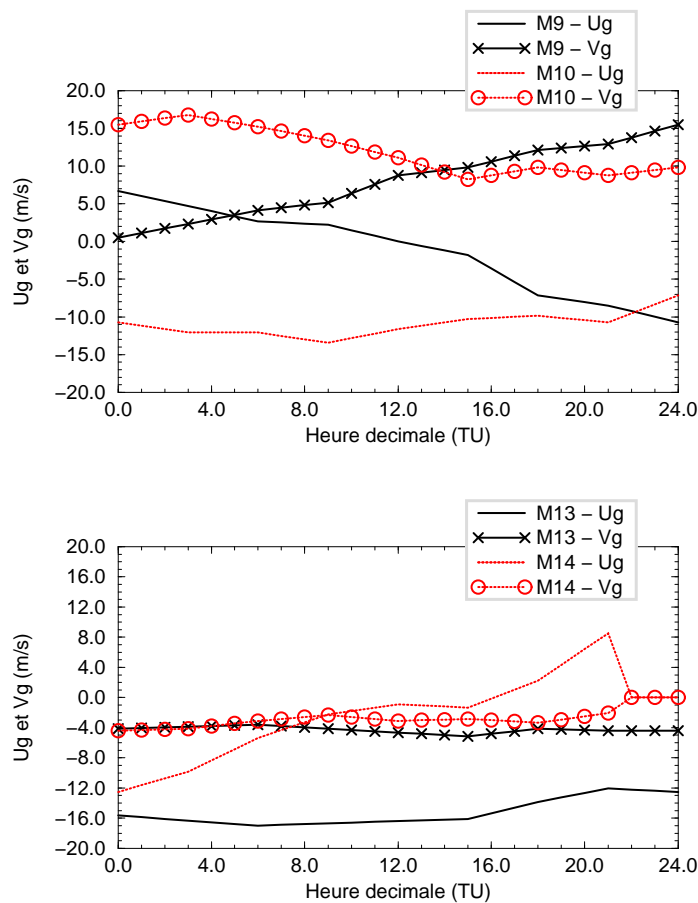 M9 – Ug
M9 – Vg
M10 – Ug
M10 – Vg
20.0
15.0
10.0
5.0
0.0
−5.0
−10.0
−15.0
−20.0
Ug et Vg (m/s)
0.0 4.0 8.0 12.0 16.0 20.0 24.0
Heure decimale (TU)
M13 – Ug
M13 – Vg
M14 – Ug
M14 – Vg
20.0
16.0
12.0
8.0
4.0
0.0
−4.0
−8.0
−12.0
−16.0
−20.0
Ug et Vg (m/s)
0.0 4.0 8.0 12.0 16.0 20.0 24.0
Heure decimale (TU)